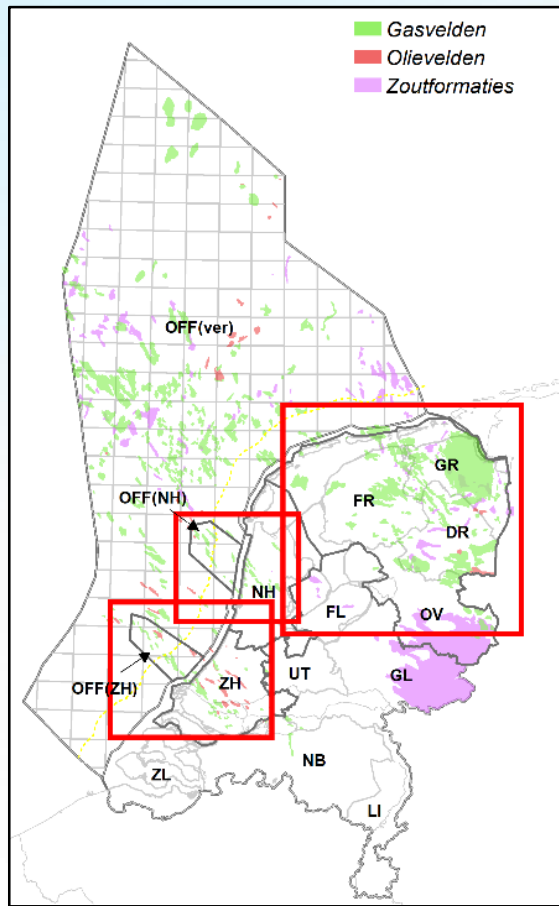 Gasvelden
Olievelden
Zoutformaties
OFF(ver)
GR
OFF(NH)
FR
DR
NH
FL
OV
ZH
UT
GL
OFF(ZH)
NB
ZL
LI